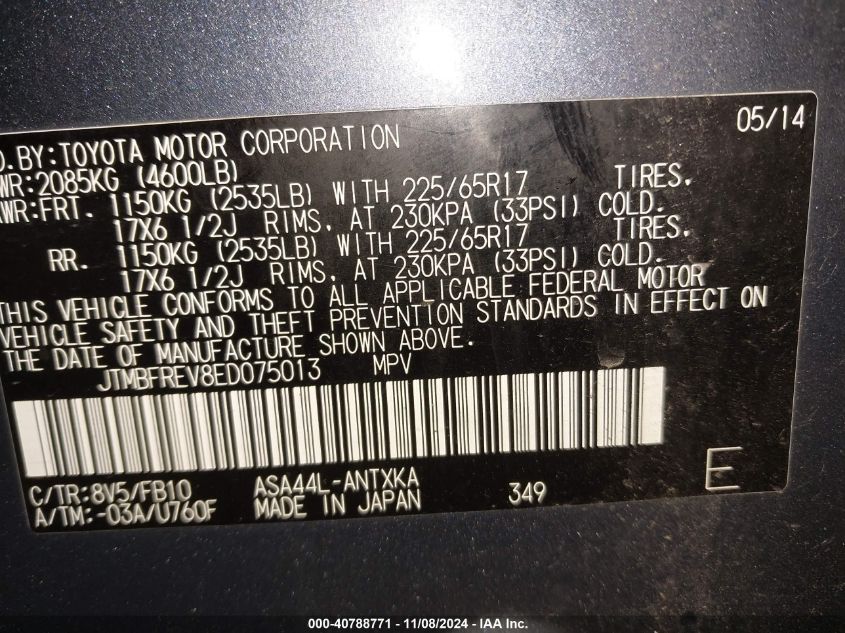 D. BY: TOYOTA MOTOR CORPORATION 05/14
WR: 2085KG (4600LB)
WR: FRT. 1150KG (2535LB) WITH 225/65R17 TIRES.
17X6 1/2J RIMS, AT 230KPA (33PSI) COLD.
RR. 1150KG (2535LB) WITH 225/65R17 TIRES.
17X6 1/2J RIMS, AT 230KPA (33PSI) COLD.
THIS VEHICLE CONFORMS TO ALL APPLICABLE FEDERAL MOTOR
VEHICLE SAFETY AND THEFT PREVENTION STANDARDS IN EFFECT ON
THE DATE OF MANUFACTURE SHOWN ABOVE.
JTMBFREV8ED075013 MPV
C/TR: 8V5/FB10 ASA44L-ANTXKA
A/TM: -03A/U760F MADE IN JAPAN 349 E
000-40788771 - 11/08/2024 - © IAA Inc.